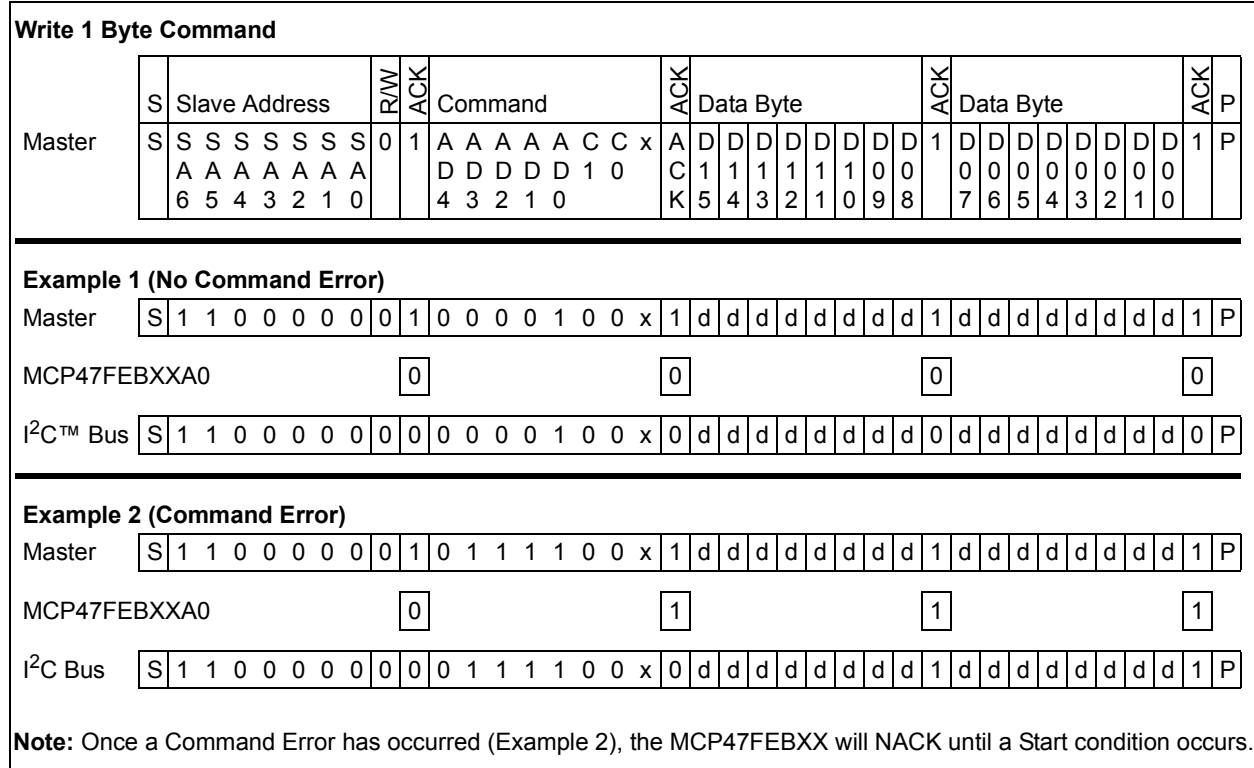 Write 1 Byte Command
S Slave Address R/W ACK Command ACK Data Byte ACK Data Byte ACK P
Master S S S S S S S S 0 1 A A A A A C C x A D D D D D D D D 1 D D D D D D D D 1 P
A A A A A A A D D D D D 1 0 C 1 1 1 1 1 1 0 0 0 0 0 0 0 0 0 0
6 5 4 3 2 1 0 4 3 2 1 0 K 5 4 3 2 1 0 9 8 7 6 5 4 3 2 1 0
Example 1 (No Command Error)
Master S 1 1 0 0 0 0 0 0 1 0 0 0 0 1 0 0 x 1 d d d d d d d d 1 d d d d d d d d 1 P
MCP47FEBXXA0 0 0 0 0
I2C™ Bus S 1 1 0 0 0 0 0 0 0 0 0 0 0 1 0 0 x 0 d d d d d d d d 0 d d d d d d d d 0 P
Example 2 (Command Error)
Master S 1 1 0 0 0 0 0 0 1 0 1 1 1 1 0 0 x 1 d d d d d d d d 1 d d d d d d d d 1 P
MCP47FEBXXA0 0 1 1 1
I2C Bus S 1 1 0 0 0 0 0 0 0 0 1 1 1 1 0 0 x 0 d d d d d d d d 1 d d d d d d d d 1 P
Note: Once a Command Error has occurred (Example 2), the MCP47FEBXX will NACK until a Start condition occurs.